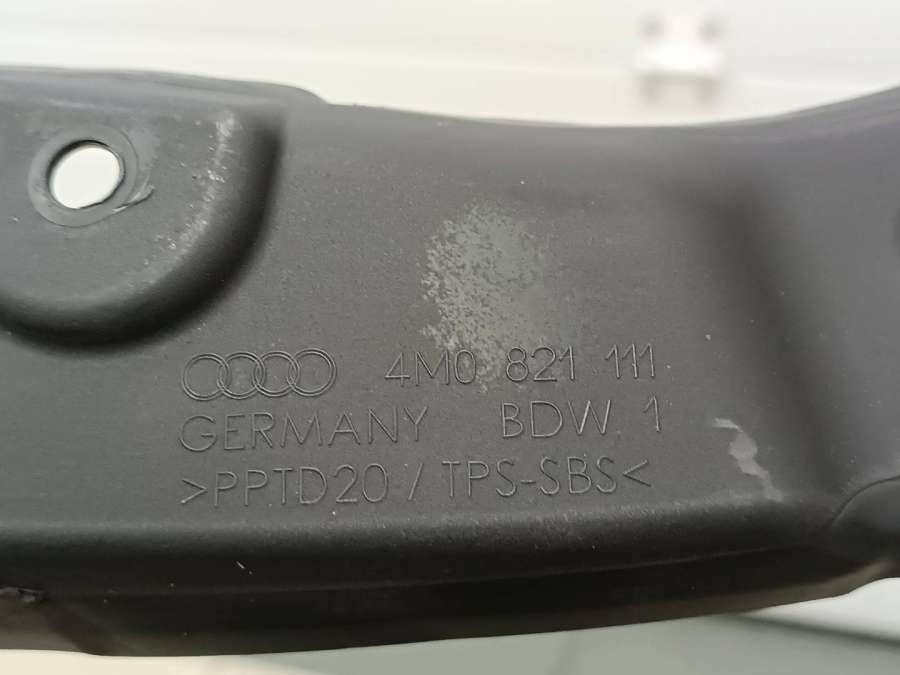 4M0 821 111
GERMANY BDW 1
>PPTD20 / TPS-SBS<